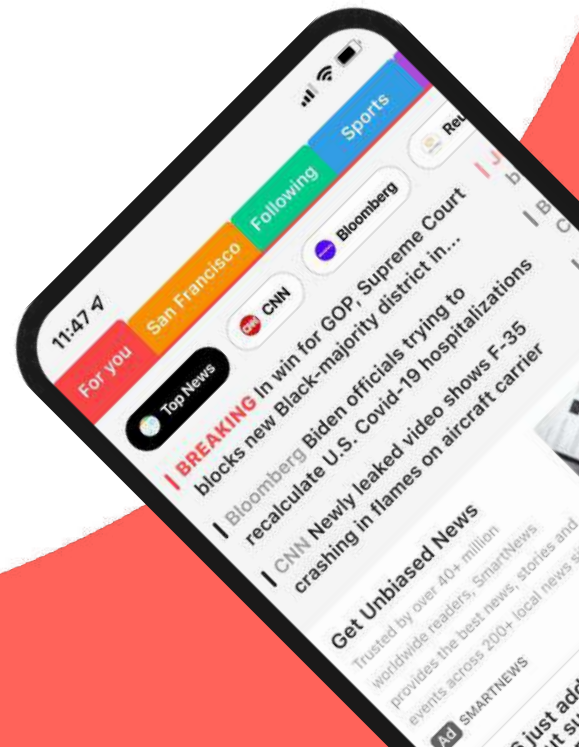 11:47
For you
San Francisco
Following
Sports
Top News
CNN
Bloomberg
BREAKING In win for GOP, Supreme Court
blocks new Black-majority district in...
Bloomberg Biden officials trying to
recalculate U.S. Covid-19 hospitalizations
CNN Newly leaked video shows F-35
crashing in flames on aircraft carrier
Get Unbiased News
Trusted by over 40+ million
worldwide readers, SmartNews
provides the best news, stories and
events across 200+ local news
Ad SMARTNEWS
just